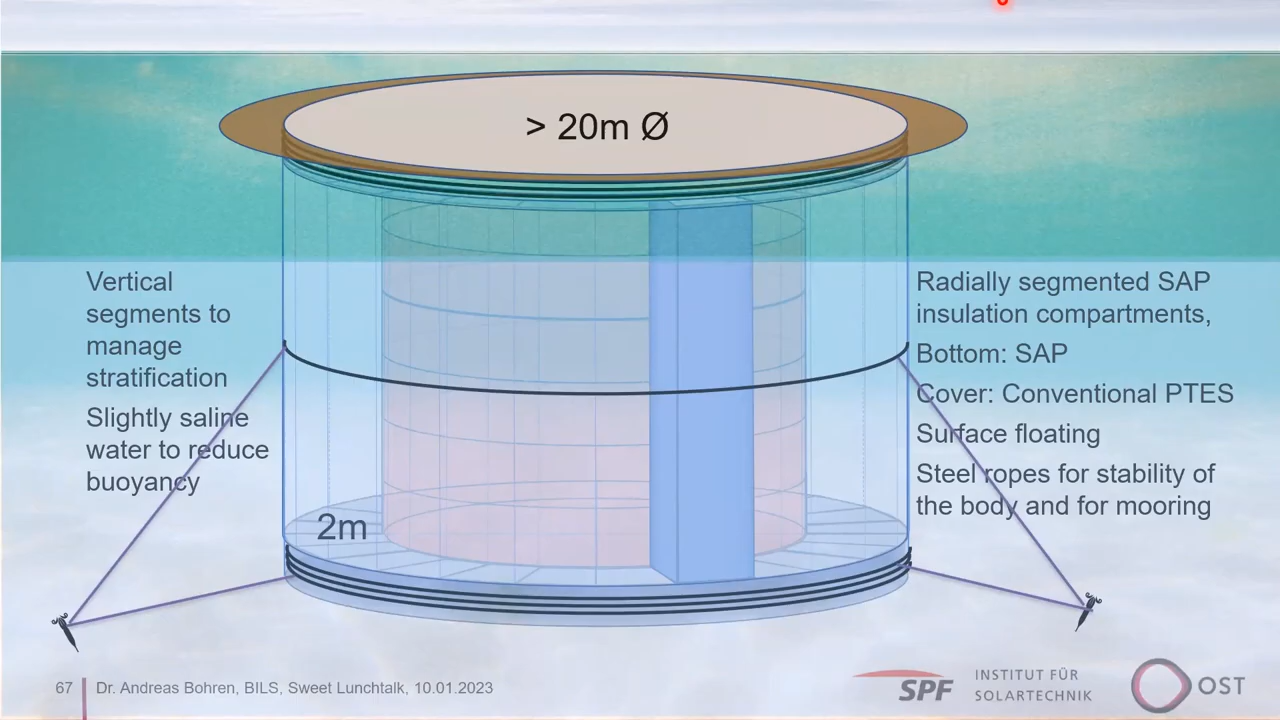 > 20m Ø
Vertical
segments to
manage
stratification
Slightly saline
water to reduce
buoyancy
Radially segmented SAP
insulation compartments,
Bottom: SAP
Cover: Conventional PTES
Surface floating
Steel ropes for stability of
the body and for mooring
2m
67
Dr. Andreas Bohren, BILS, Sweet Lunchtalk, 10.01.2023
SPF
INSTITUT FÜR
SOLARTECHNIK
OST